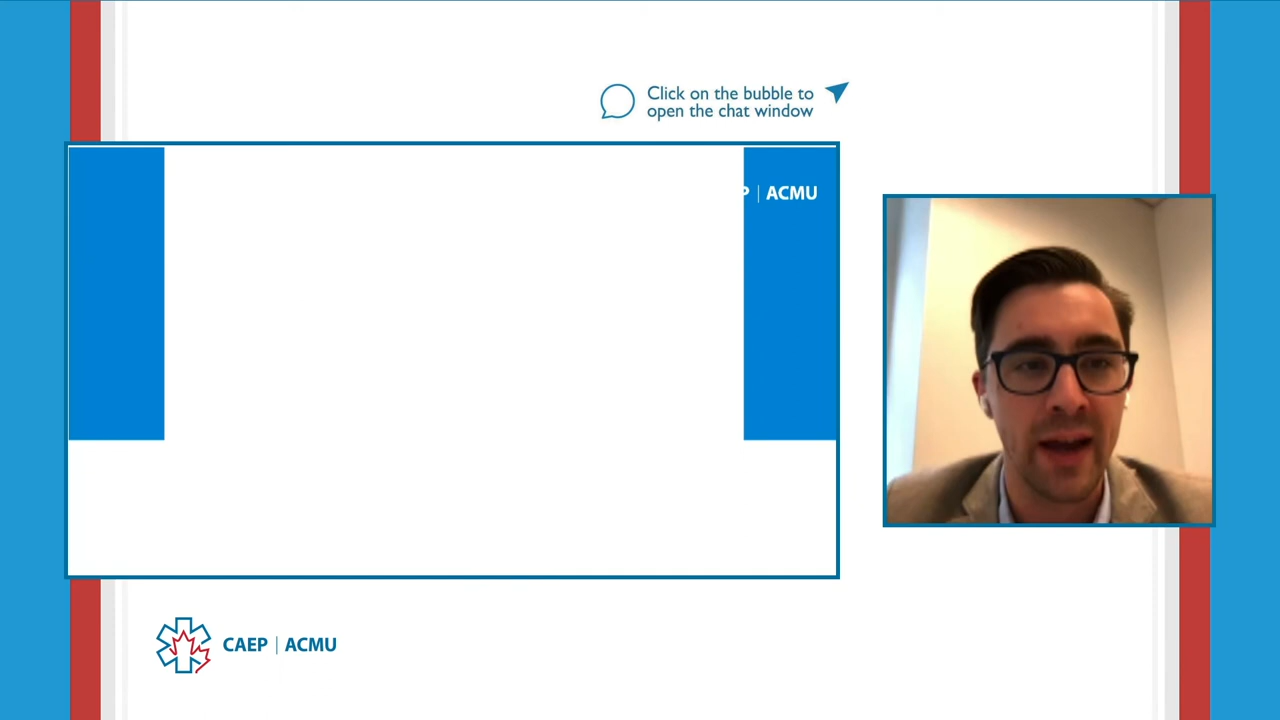 Click on the bubble to
open the chat window
P | ACMU
CAEP | ACMU